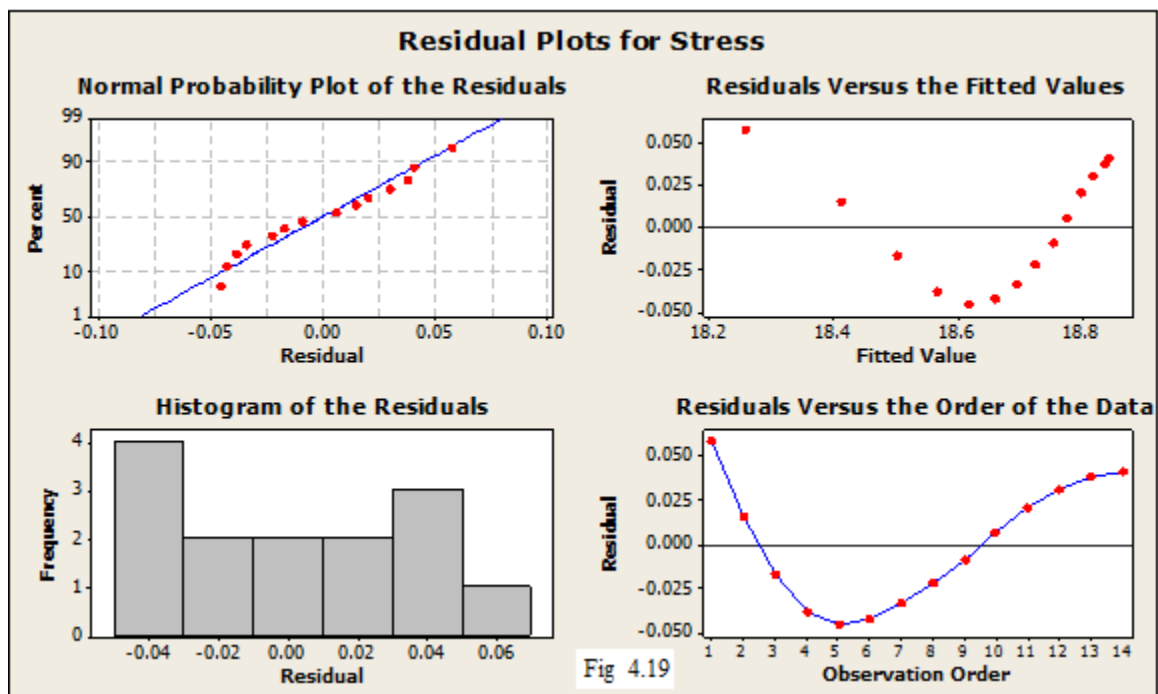 Residual Plots for Stress
Normal Probability Plot of the Residuals
99
90
50
10
1
Percent
-0.10
-0.05
0.00
0.05
0.10
Residual
Residuals Versus the Fitted Values
0.050
0.025
0.000
-0.025
-0.050
Residual
18.2
18.4
18.6
18.8
Fitted Value
Histogram of the Residuals
4
3
2
1
0
Frequency
-0.04
-0.02
0.00
0.02
0.04
0.06
Residual
Residuals Versus the Order of the Data
0.050
0.025
0.000
-0.025
-0.050
Residual
1 2 3 4 5 6 7 8 9 10 11 12 13 14
Observation Order
Fig 4.19